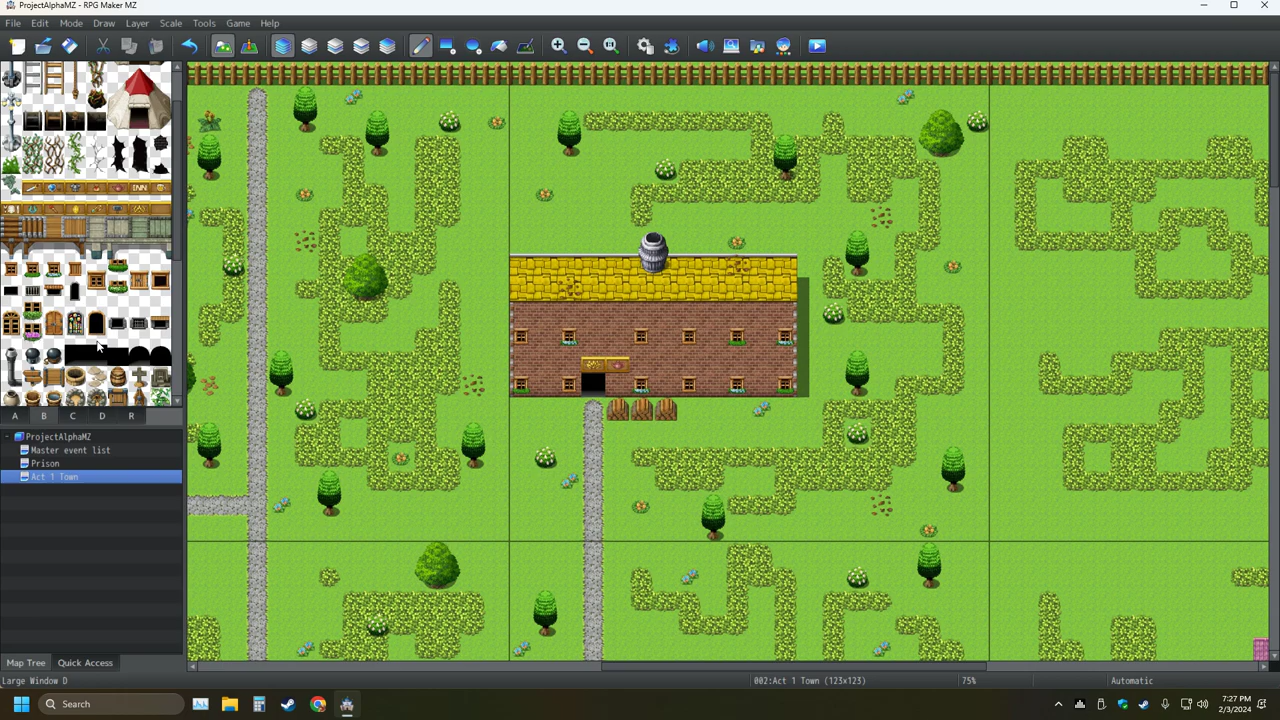 ProjectAlphaMZ - RPG Maker MZ
File Edit Mode Draw Layer Scale Tools Game Help
INN
A B C D R
ProjectAlphaMZ
Master event list
Prison
Act 1 Town
Map Tree Quick Access
Large Window D 002:Act 1 Town (123x123) 75% Automatic
Search
7:27 PM
2/3/2024